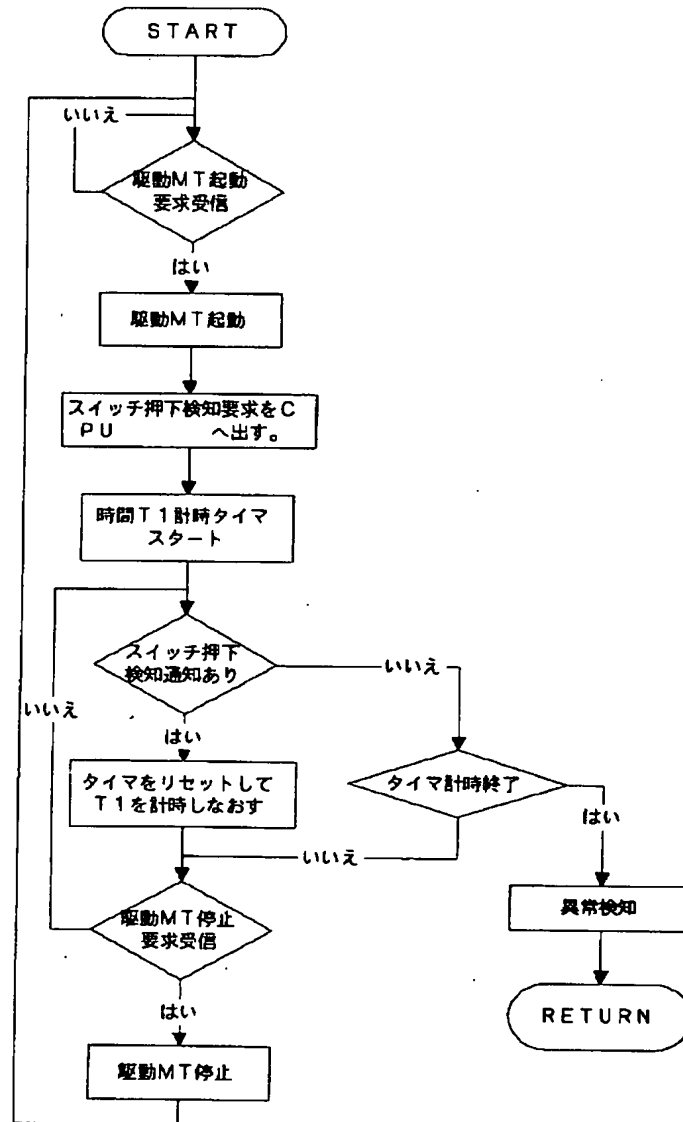 START
いいえ
駆動MT起動
要求受信
はい
駆動MT起動
スイッチ押下検知要求をC
PU へ出す。
時間T1計時タイマ
スタート
スイッチ押下
検知通知あり
いいえ
いいえ
はい
タイマをリセットして
T1を計時しなおす
タイマ計時終了
はい
いいえ
駆動MT停止
要求受信
異常検知
はい
RETURN
駆動MT停止